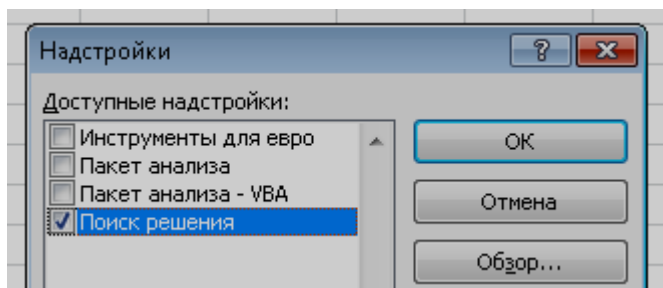 Надстройки
Доступные надстройки:
Инструменты для евро
Пакет анализа
Пакет анализа - VBA
Поиск решения
ОК
Отмена
Обзор...